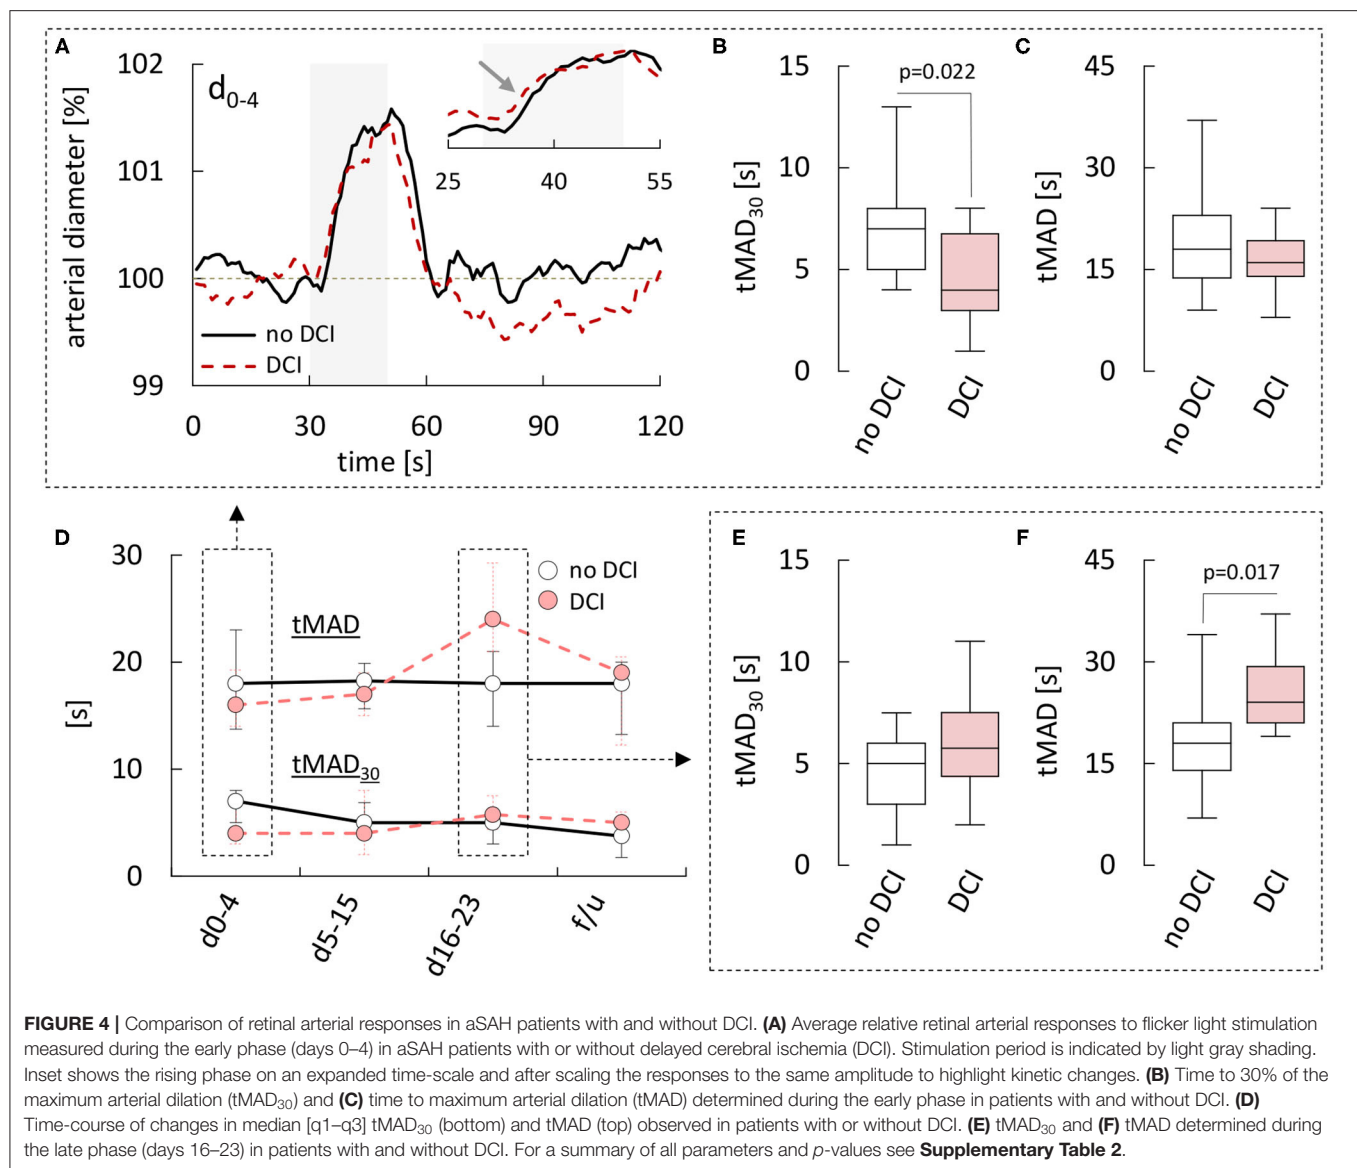 A
102
101
100
99
arterial diameter [%]
d0-4
25
40
55
no DCI
DCI
0
30
60
90
120
time [s]
B
15
10
5
0
tMAD30 [s]
p=0.022
no DCI
DCI
C
45
30
15
0
tMAD [s]
no DCI
DCI
D
30
20
10
0
[s]
no DCI
DCI
tMAD
tMAD30
d0-4
d5-15
d16-23
f/u
E
15
10
5
0
tMAD30 [s]
no DCI
DCI
F
45
30
15
0
tMAD [s]
p=0.017
no DCI
DCI
FIGURE 4 | Comparison of retinal arterial responses in aSAH patients with and without DCI. (A) Average relative retinal arterial responses to flicker light stimulation
measured during the early phase (days 0–4) in aSAH patients with or without delayed cerebral ischemia (DCI). Stimulation period is indicated by light gray shading.
Inset shows the rising phase on an expanded time-scale and after scaling the responses to the same amplitude to highlight kinetic changes. (B) Time to 30% of the
maximum arterial dilation (tMAD30) and (C) time to maximum arterial dilation (tMAD) determined during the early phase in patients with and without DCI. (D)
Time-course of changes in median [q1–q3] tMAD30 (bottom) and tMAD (top) observed in patients with or without DCI. (E) tMAD30 and (F) tMAD determined during
the late phase (days 16–23) in patients with and without DCI. For a summary of all parameters and p-values see Supplementary Table 2.